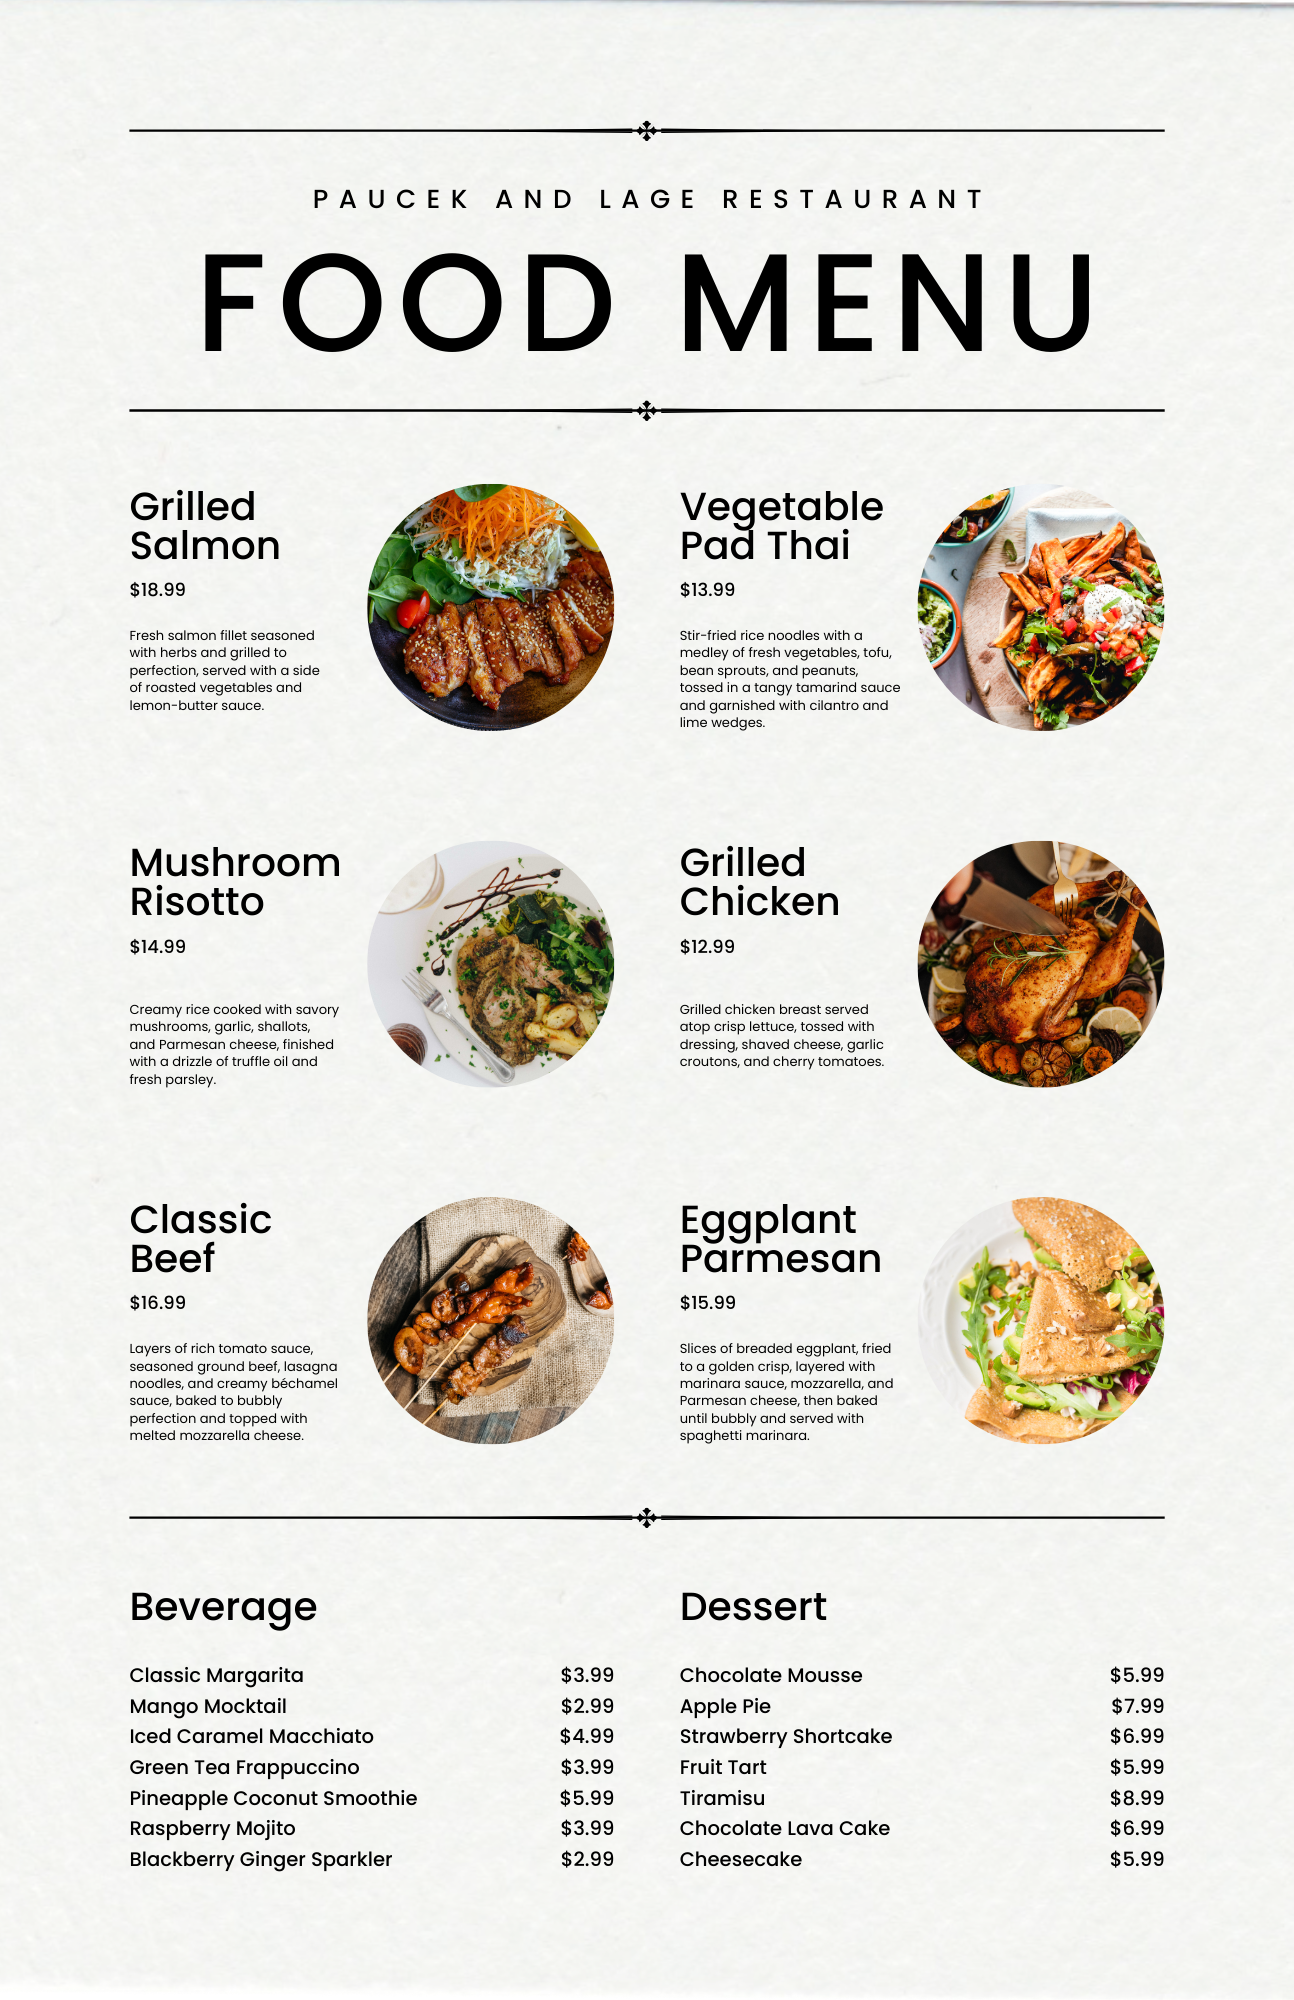 PAUCEK AND LAGE RESTAURANT
FOOD MENU
Grilled
Salmon
$18.99
Fresh salmon fillet seasoned
with herbs and grilled to
perfection, served with a side
of roasted vegetables and
lemon-butter sauce.
Vegetable
Pad Thai
$13.99
Stir-fried rice noodles with a
medley of fresh vegetables, tofu,
bean sprouts, and peanuts,
tossed in a tangy tamarind sauce
and garnished with cilantro and
lime wedges.
Mushroom
Risotto
$14.99
Creamy rice cooked with savory
mushrooms, garlic, shallots,
and Parmesan cheese, finished
with a drizzle of truffle oil and
fresh parsley.
Grilled
Chicken
$12.99
Grilled chicken breast served
atop crisp lettuce, tossed with
dressing, shaved cheese, garlic
croutons, and cherry tomatoes.
Classic
Beef
$16.99
Layers of rich tomato sauce,
seasoned ground beef, lasagna
noodles, and creamy béchamel
sauce, baked to bubbly
perfection and topped with
melted mozzarella cheese.
Eggplant
Parmesan
$15.99
Slices of breaded eggplant, fried
to a golden crisp, layered with
marinara sauce, mozzarella, and
Parmesan cheese, then baked
until bubbly and served with
spaghetti marinara.
Beverage
Classic Margarita $3.99
Mango Mocktail $2.99
Iced Caramel Macchiato $4.99
Green Tea Frappuccino $3.99
Pineapple Coconut Smoothie $5.99
Raspberry Mojito $3.99
Blackberry Ginger Sparkler $2.99
Dessert
Chocolate Mousse $5.99
Apple Pie $7.99
Strawberry Shortcake $6.99
Fruit Tart $5.99
Tiramisu $8.99
Chocolate Lava Cake $6.99
Cheesecake $5.99